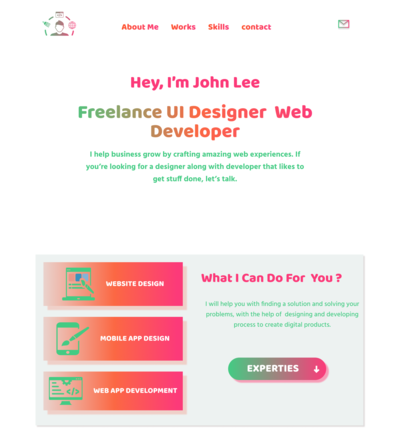 About Me Works Skills contact
Hey, I'm John Lee
Freelance UI Designer Web
Developer
I help business grow by crafting amazing web experiences. If
you're looking for a designer along with developer that likes to
get stuff done, let's talk.
WEBSITE DESIGN
MOBILE APP DESIGN
WEB APP DEVELOPMENT
What I Can Do For You ?
I will help you with finding a solution and solving your
problems, with the help of designing and developing
process to create digital products.
EXPERTIES